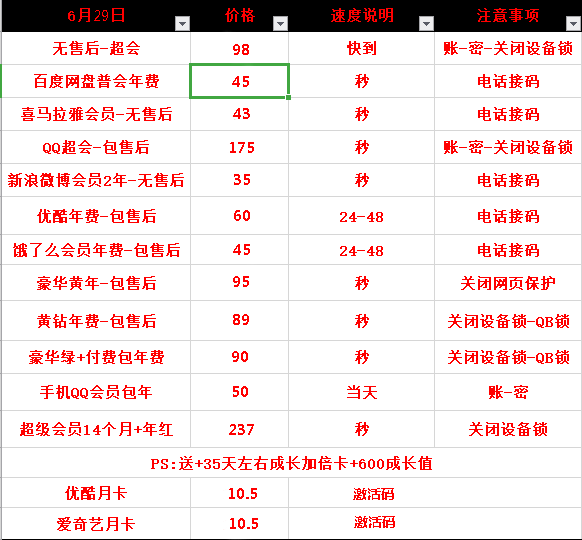 6月29日 价格 速度说明 注意事项
无售后-超会 98 快到 账-密-关闭设备锁
百度网盘普会年费 45 秒 电话接码
喜马拉雅会员-无售后 43 秒 电话接码
QQ超会-包售后 175 秒 账-密-关闭设备锁
新浪微博会员2年-无售后 35 秒 电话接码
优酷年费-包售后 60 24-48 电话接码
饿了么会员年费-包售后 45 24-48 电话接码
豪华黄年-包售后 95 秒 关闭网页保护
黄钻年费-包售后 89 秒 关闭设备锁-QB锁
豪华绿+付费包年费 90 秒 关闭设备锁-QB锁
手机QQ会员包年 50 当天 账-密
超级会员14个月+年红 237 秒 关闭设备锁
PS:送+35天左右成长加倍卡+600成长值
优酷月卡 10.5 激活码
爱奇艺月卡 10.5 激活码